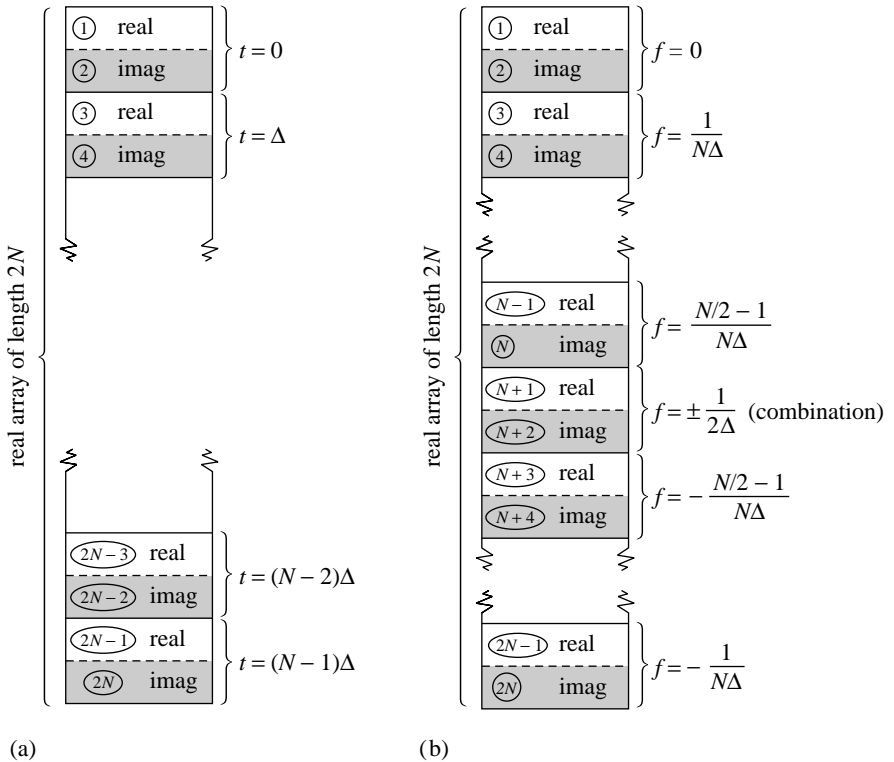 real array of length 2N
1 real
2 imag
t = 0
3 real
4 imag
t = Δ
2N − 3 real
2N − 2 imag
t = (N − 2)Δ
2N − 1 real
2N imag
t = (N − 1)Δ
(a)
real array of length 2N
1 real
2 imag
f = 0
3 real
4 imag
f = 1/NΔ
N − 1 real
N imag
f = N/2 − 1/NΔ
N + 1 real
N + 2 imag
f = ± 1/2Δ (combination)
N + 3 real
N + 4 imag
f = − N/2 − 1/NΔ
2N − 1 real
2N imag
f = − 1/NΔ
(b)